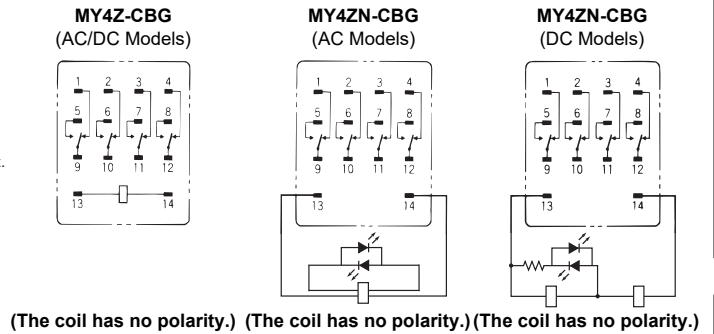 MY4Z-CBG
(AC/DC Models)
1 2 3 4
5 6 7 8
9 10 11 12
13 14
(The coil has no polarity.)
MY4ZN-CBG
(AC Models)
1 2 3 4
5 6 7 8
9 10 11 12
13 14
(The coil has no polarity.)
MY4ZN-CBG
(DC Models)
1 2 3 4
5 6 7 8
9 10 11 12
13 14
(The coil has no polarity.)